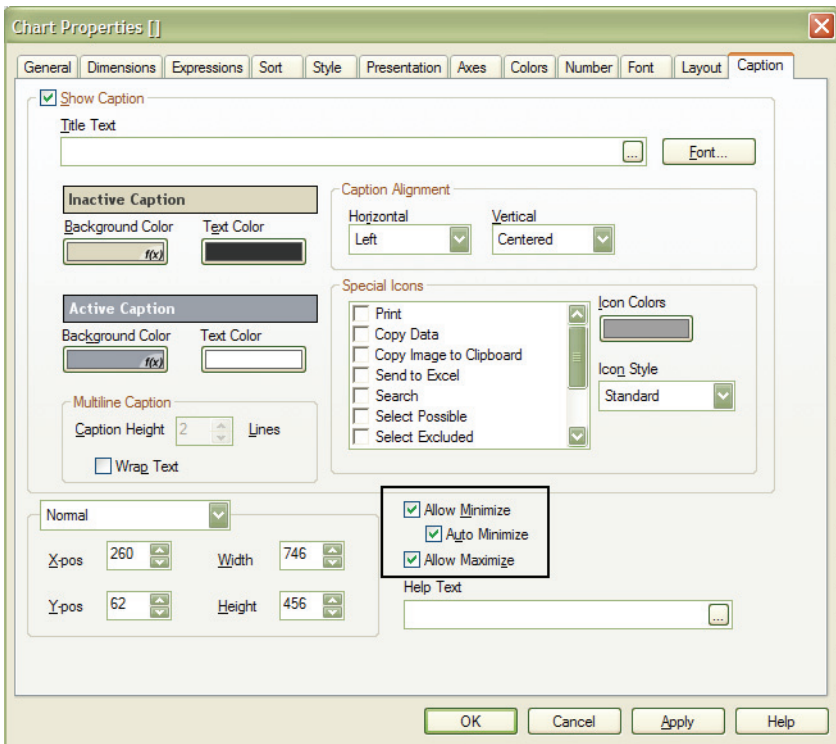 Chart Properties []
General Dimensions Expressions Sort Style Presentation Axes Colors Number Font Layout Caption
Show Caption
Title Text
... Font...
Inactive Caption
Background Color Text Color
f(x)
Caption Alignment
Horizontal Vertical
Left Centered
Active Caption
Background Color Text Color
f(x)
Special Icons
Print
Copy Data
Copy Image to Clipboard
Send to Excel
Search
Select Possible
Select Excluded
Icon Colors
Icon Style
Standard
Multiline Caption
Caption Height 2 Lines
Wrap Text
Normal
X-pos 260 Width 746
Y-pos 62 Height 456
Allow Minimize
Auto Minimize
Allow Maximize
Help Text
...
OK Cancel Apply Help